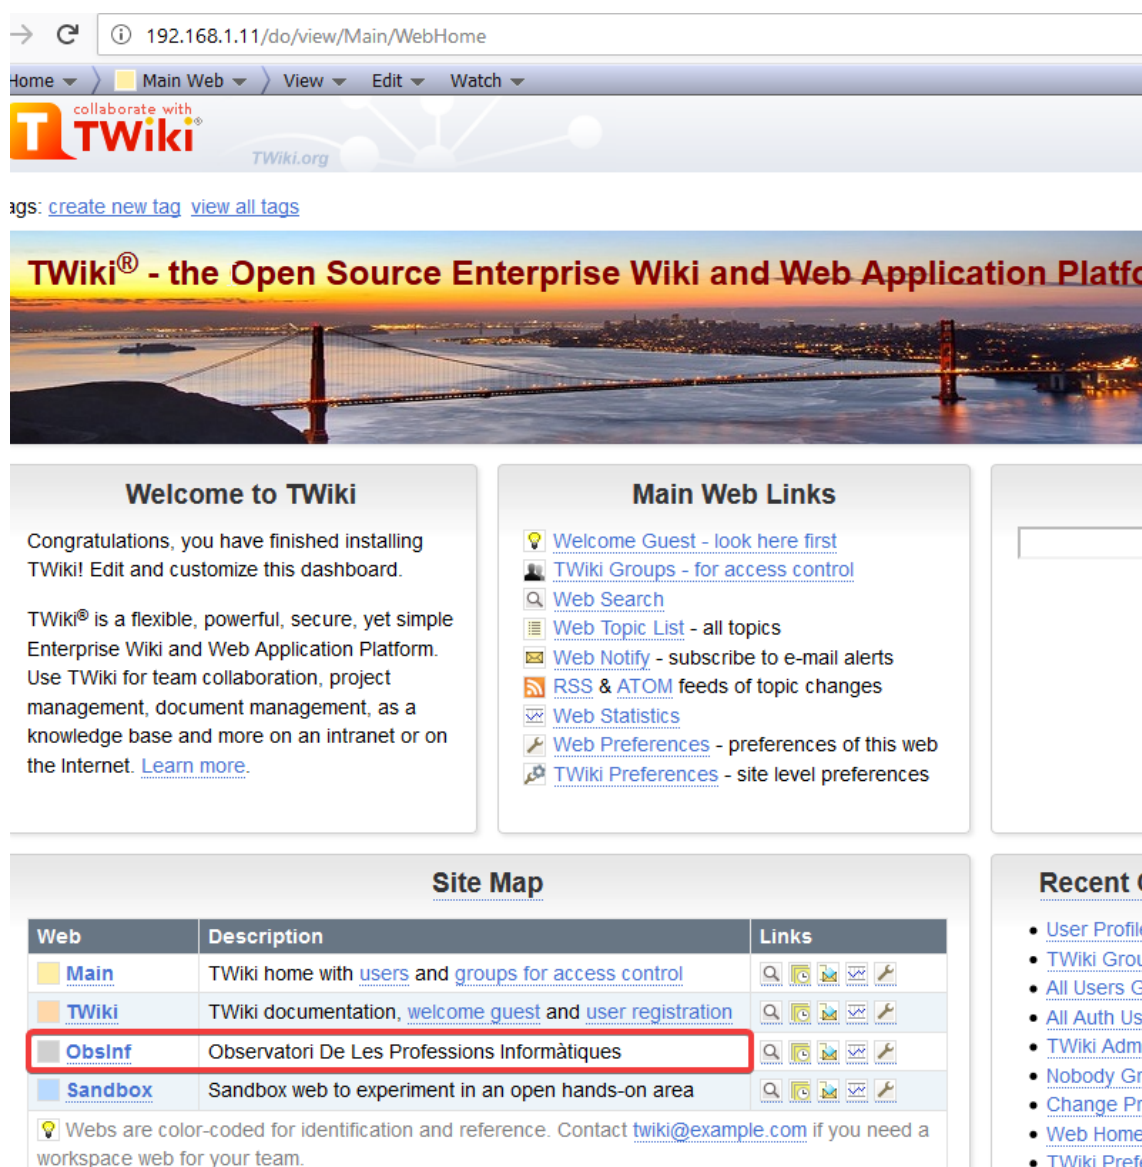 192.168.1.11/do/view/Main/WebHome
Home Main Web View Edit Watch
collaborate with
TWiki®
TWiki.org
create new tag view all tags
TWiki® - the Open Source Enterprise Wiki and Web Application
Welcome to TWiki
Congratulations, you have finished installing
TWiki! Edit and customize this dashboard.
TWiki® is a flexible, powerful, secure, yet simple
Enterprise Wiki and Web Application Platform.
Use TWiki for team collaboration, project
management, document management, as a
knowledge base and more on an intranet or on
the Internet. Learn more.
Main Web Links
Welcome Guest - look here first
TWiki Groups - for access control
Web Search
Web Topic List - all topics
Web Notify - subscribe to e-mail alerts
RSS & ATOM feeds of topic changes
Web Statistics
Web Preferences - preferences of this web
TWiki Preferences - site level preferences
Site Map
Web Description Links
Main TWiki home with users and groups for access control
TWiki TWiki documentation, welcome guest and user registration
ObsInf Observatori De Les Professions Informàtiques
Sandbox Sandbox web to experiment in an open hands-on area
Webs are color-coded for identification and reference. Contact twiki@example.com if you need a
workspace web for your team.
Recent
User
TWiki
All Users
All Auth
TWiki
Nobody
Change
Web Home
TWiki